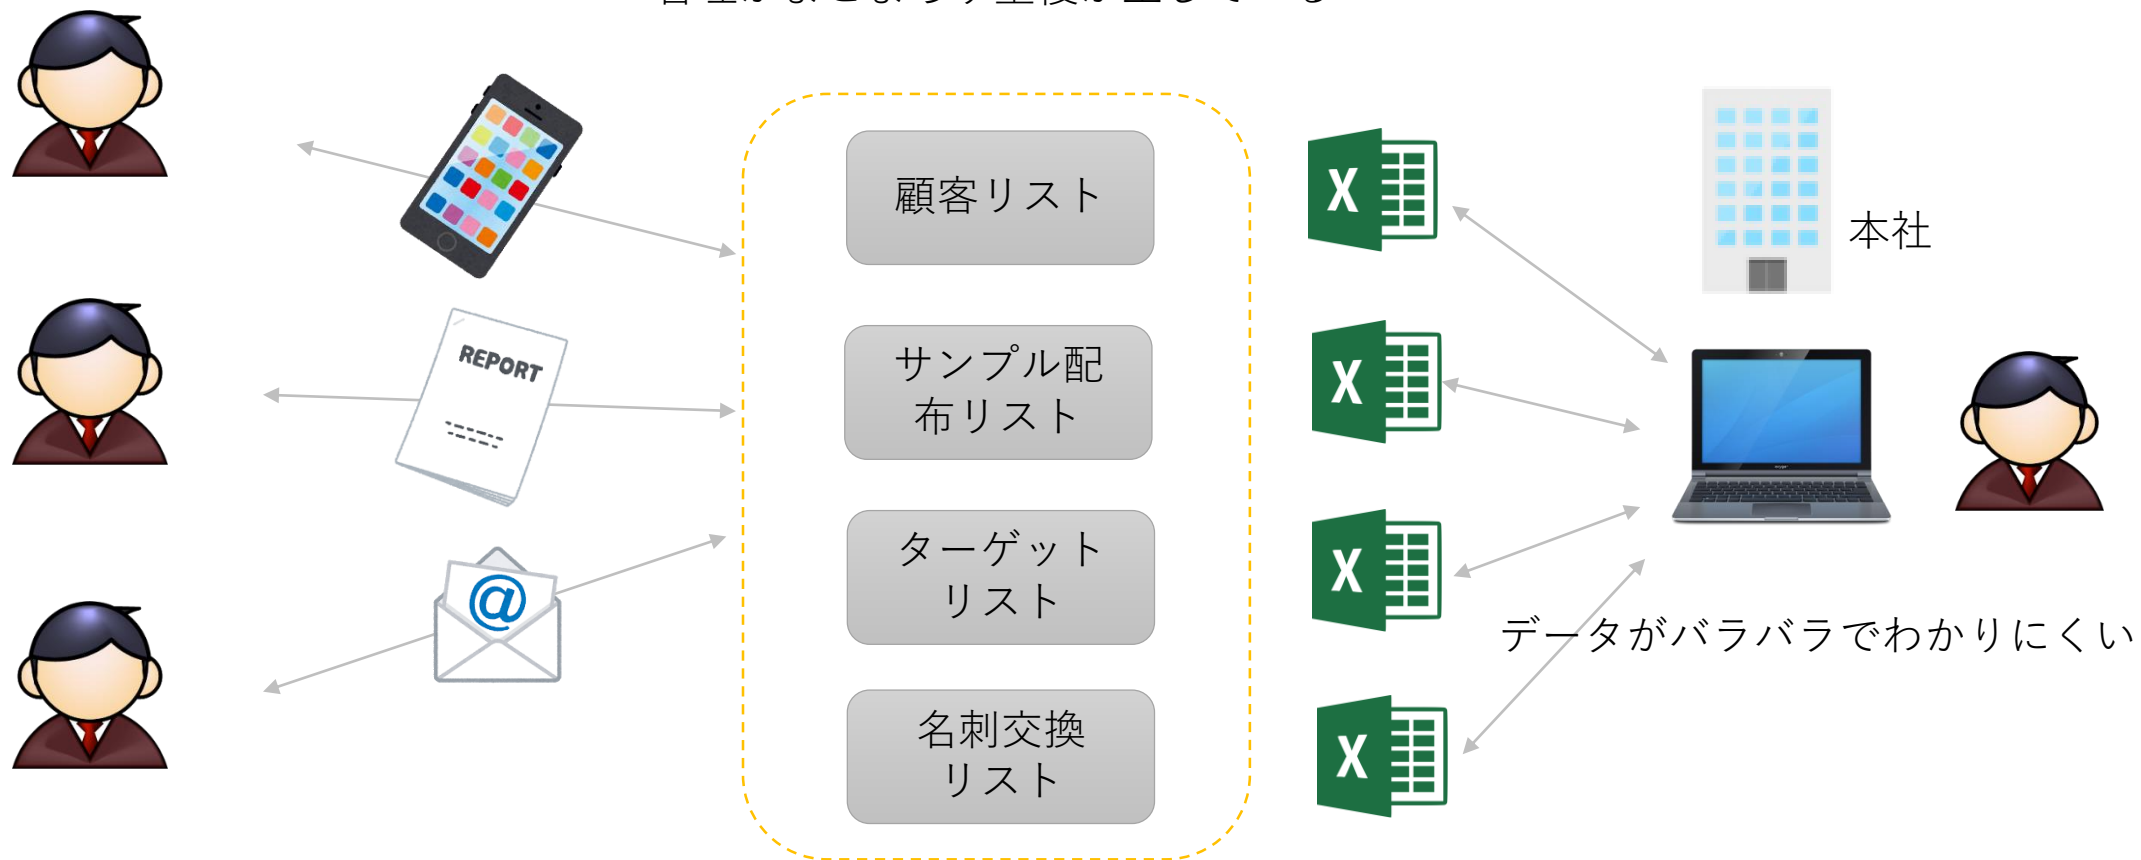 顧客リスト
X
本社
REPORT
サンプル配
布リスト
X
@
ターゲット
リスト
X
データがバラバラでわかりにくい
名刺交換
リスト
X